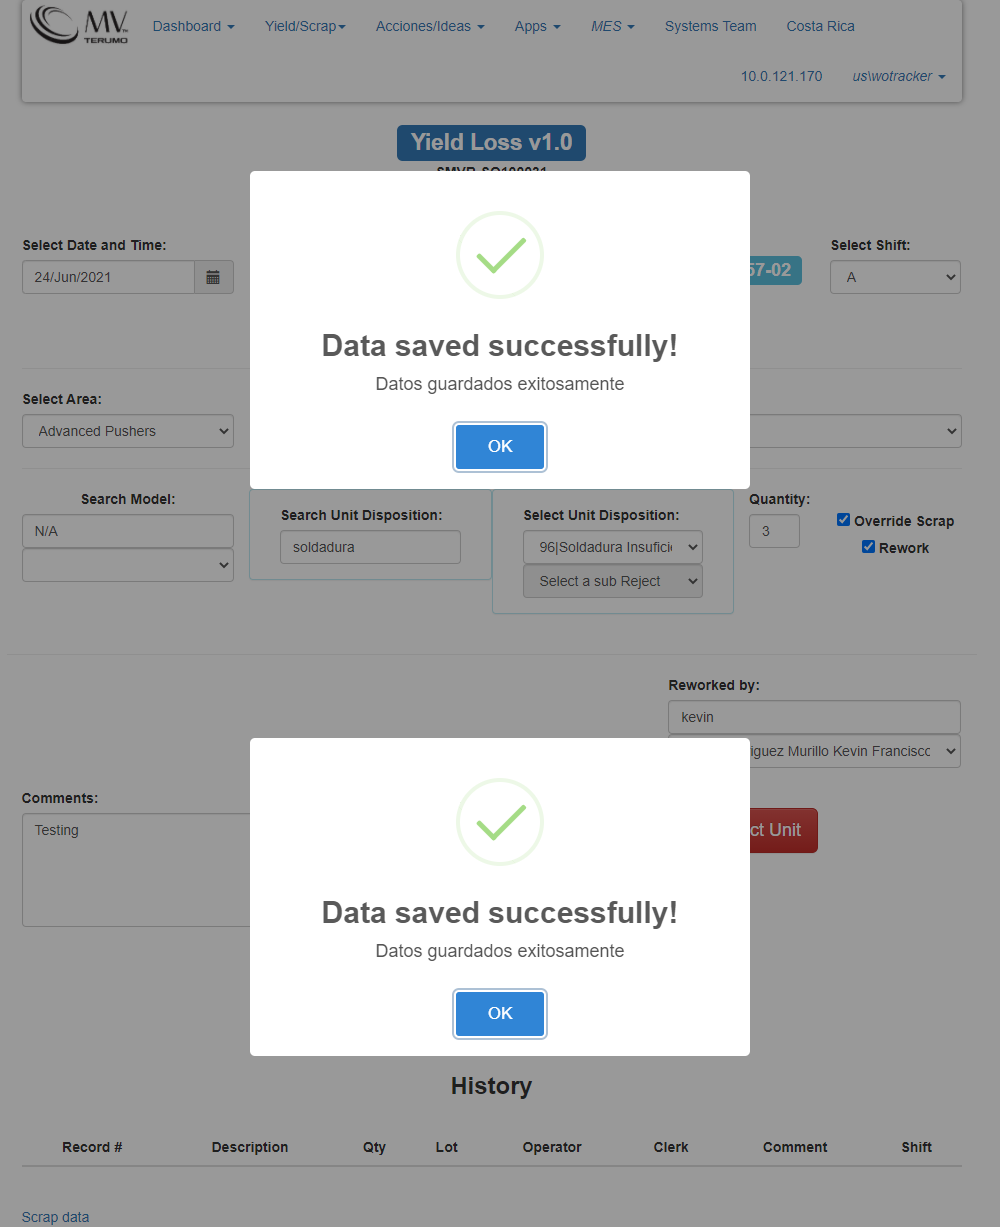 MV
TERUMO
Dashboard
Yield/Scrap
Acciones/Ideas
Apps
MES
Systems Team
Costa Rica
10.0.121.170
us\wotracker
Yield Loss v1.0
Select Date and Time:
24/Jun/2021
57-02
Select Shift:
A
Data saved successfully!
Datos guardados exitosamente
OK
Select Area:
Advanced Pushers
Search Model:
N/A
Search Unit Disposition:
soldadura
Select Unit Disposition:
96|Soldadura Insufici
Select a sub Reject
Quantity:
3
Override Scrap
Rework
Reworked by:
kevin
iguez Murillo Kevin Francisco
Comments:
Testing
ct Unit
Data saved successfully!
Datos guardados exitosamente
OK
History
Record # Description Qty Lot Operator Clerk Comment Shift
Scrap data